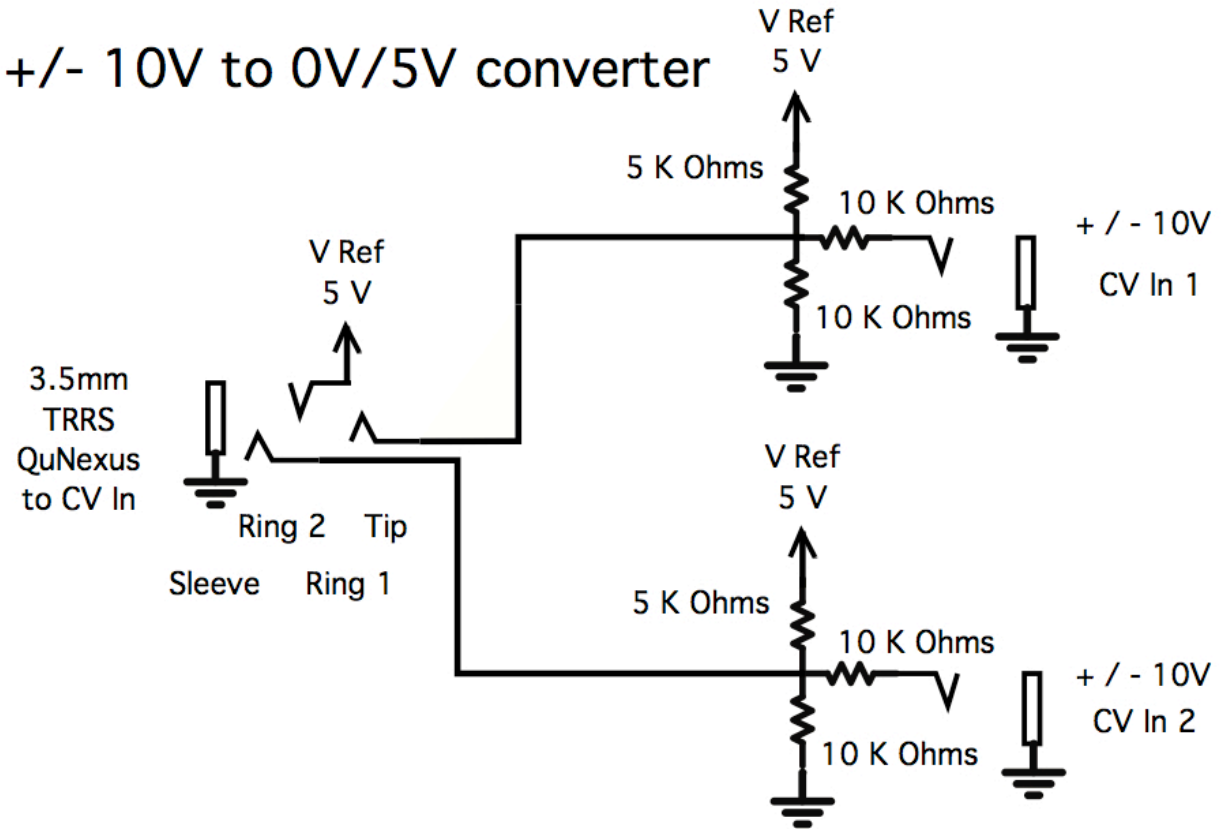 +/- 10V to 0V/5V converter
V Ref
5 V
5 K Ohms
10 K Ohms
+ / - 10V
CV In 1
10 K Ohms
V Ref
5 V
3.5mm
TRRS
QuNexus
to CV In
Ring 2
Tip
Sleeve
Ring 1
V Ref
5 V
5 K Ohms
10 K Ohms
+ / - 10V
CV In 2
10 K Ohms